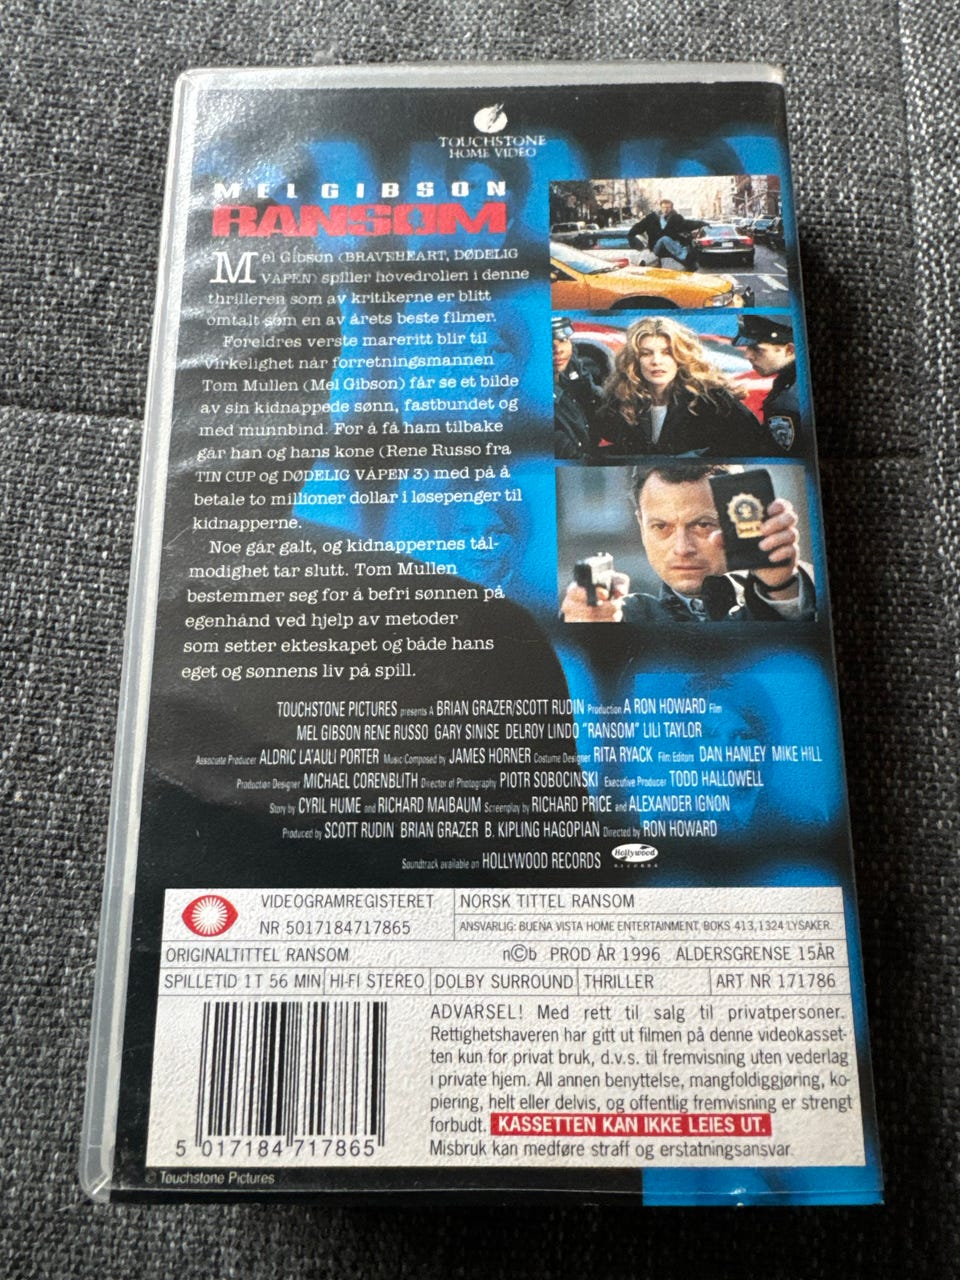 TOUCHSTONE
HOME VIDEO
MEL GIBSON
RANSOM
Mel Gibson (BRAVEHEART, DØDELIG
VÅPEN) spiller hovedrollen i denne
thrilleren som av kritikerne er blitt
omtalt som en av årets beste filmer.
Foreldres verste mareritt blir til
virkelighet når forretningsmannen
Tom Mullen (Mel Gibson) får se et bilde
av sin kidnappede sønn, fastbundet og
med munnbind. For å få ham tilbake
går han og hans kone (Rene Russo fra
TIN CUP og DØDELIG VÅPEN 3) med på å
betale to millioner dollar i løsepenger til
kidnapperne.
Noe går galt, og kidnappernes tål-
modighet tar slutt. Tom Mullen
bestemmer seg for å befri sønnen på
egenhånd ved hjelp av metoder
som setter ekteskapet og både hans
eget og sønnens liv på spill.
TOUCHSTONE PICTURES presents A BRIAN GRAZER/SCOTT RUDIN Production A RON HOWARD Film
MEL GIBSON RENE RUSSO GARY SINISE DELROY LINDO "RANSOM" LILI TAYLOR
Associate Producer ALDRIC LA'AULI PORTER Music Composed by JAMES HORNER Costume Designer RITA RYACK Film Editors DAN HANLEY MIKE HILL
Production Designer MICHAEL CORENBLITH Director of Photography PIOTR SOBOCINSKI Executive Producer TODD HALLOWELL
Story by CYRIL HUME and RICHARD MAIBAUM Screenplay by RICHARD PRICE and ALEXANDER IGNON
Produced by SCOTT RUDIN BRIAN GRAZER B. KIPLING HAGOPIAN Directed by RON HOWARD
Soundtrack available on HOLLYWOOD RECORDS Hollywood RECORDS
VIDEOGRAMREGISTERET
NR 5017184717865
NORSK TITTEL RANSOM
ANSVARLIG: BUENA VISTA HOME ENTERTAINMENT, BOKS 413,1324 LYSAKER.
ORIGINALTITTEL RANSOM n©b PROD ÅR 1996 ALDERSGRENSE 15ÅR
SPILLETID 1T 56 MIN HI-FI STEREO DOLBY SURROUND THRILLER ART NR 171786
ADVARSEL! Med rett til salg til privatpersoner.
Rettighetshaveren har gitt ut filmen på denne videokasset-
ten kun for privat bruk, d.v.s. til fremvisning uten vederlag
i private hjem. All annen benyttelse, mangfoldiggjøring, ko-
piering, helt eller delvis, og offentlig fremvisning er strengt
forbudt. KASSETTEN KAN IKKE LEIES UT.
Misbruk kan medføre straff og erstatningsansvar
5 017184 717865
© Touchstone Pictures